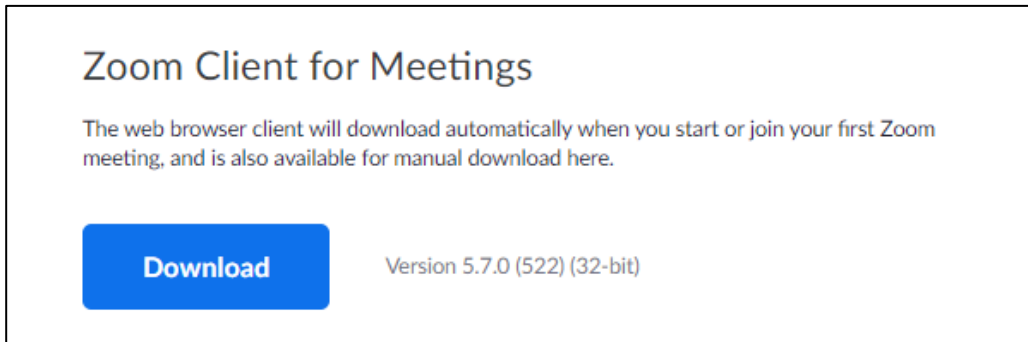 Zoom Client for Meetings
The web browser client will download automatically when you start or join your first Zoom
meeting, and is also available for manual download here.
Download
Version 5.7.0 (522) (32-bit)